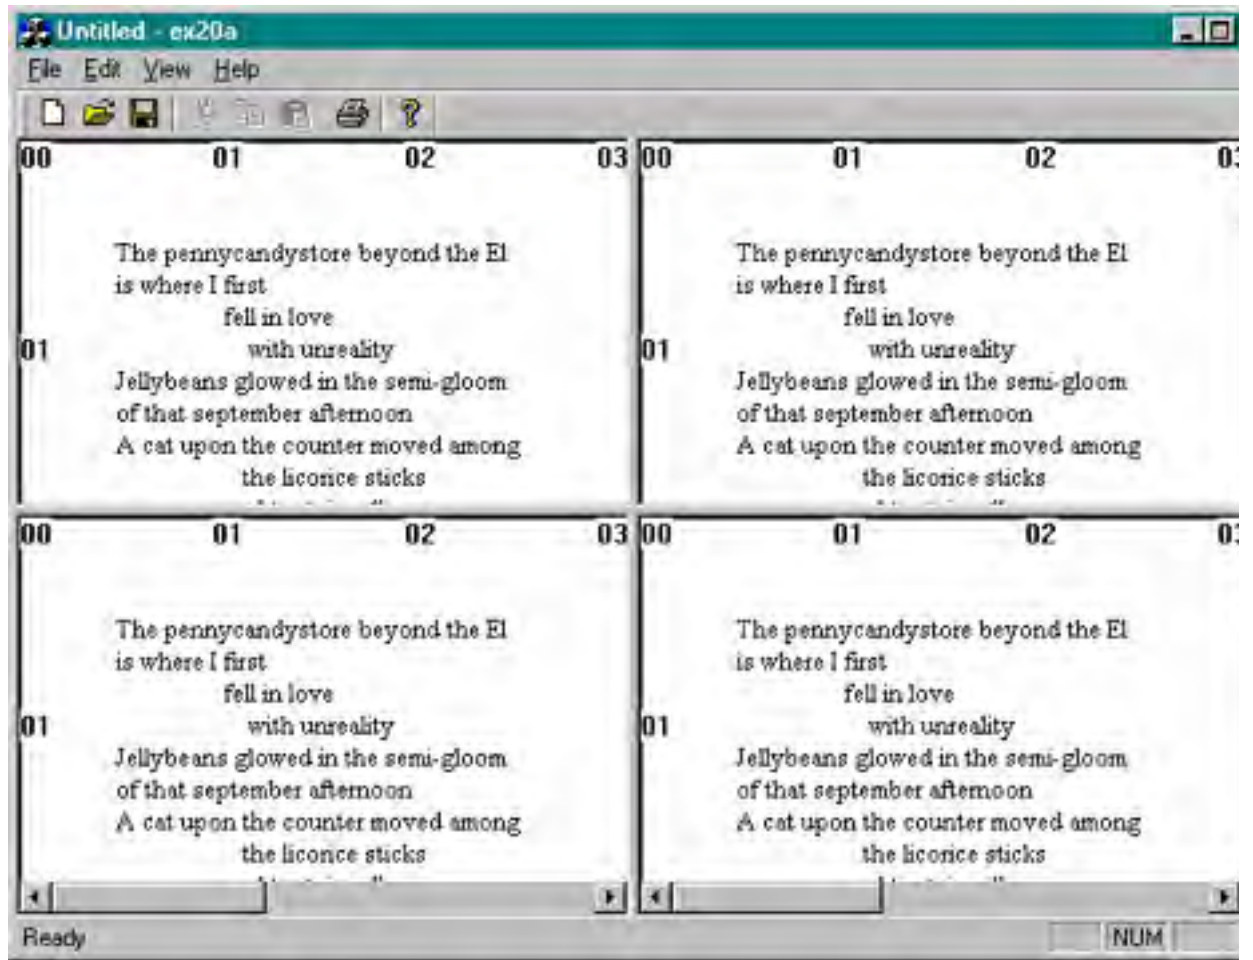 Untitled - ex20a
File Edit View Help
00 01 02 03
The pennycandystore beyond the El
is where I first
fell in love
01
with unreality
Jellybeans glowed in the semi-gloom
of that september afternoon
A cat upon the counter moved among
the licorice sticks
00 01 02
The pennycandystore beyond the El
is where I first
fell in love
01
with unreality
Jellybeans glowed in the semi-gloom
of that september afternoon
A cat upon the counter moved among
the licorice sticks
00 01 02 03
The pennycandystore beyond the El
is where I first
fell in love
01
with unreality
Jellybeans glowed in the semi-gloom
of that september afternoon
A cat upon the counter moved among
the licorice sticks
00 01 02
The pennycandystore beyond the El
is where I first
fell in love
01
with unreality
Jellybeans glowed in the semi-gloom
of that september afternoon
A cat upon the counter moved among
the licorice sticks
Ready NUM